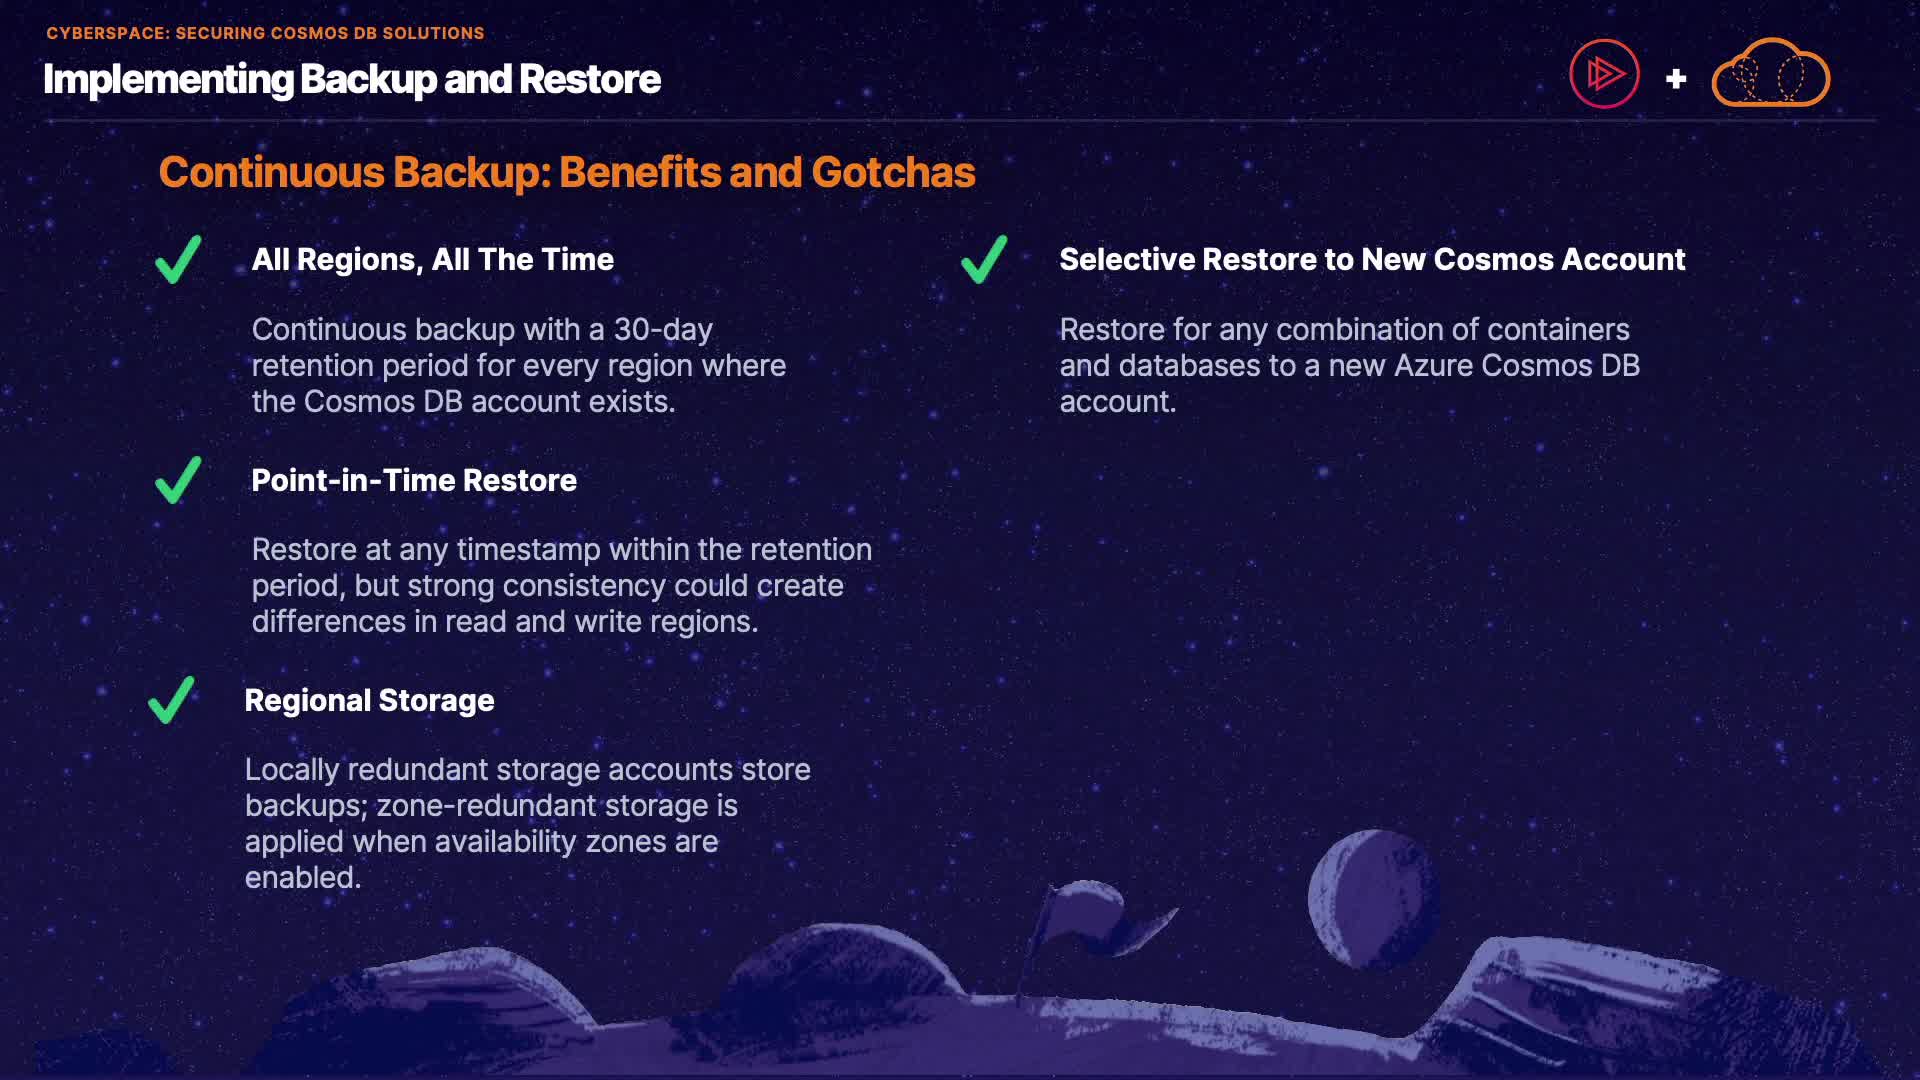 CYBERSPACE: SECURING COSMOS DB SOLUTIONS
Implementing Backup and Restore
Continuous Backup: Benefits and Gotchas
All Regions, All The Time
Continuous backup with a 30-day
retention period for every region where
the Cosmos DB account exists.
Point-in-Time Restore
Restore at any timestamp within the retention
period, but strong consistency could create
differences in read and write regions.
Regional Storage
Locally redundant storage accounts store
backups; zone-redundant storage is
applied when availability zones are
enabled.
Selective Restore to New Cosmos Account
Restore for any combination of containers
and databases to a new Azure Cosmos DB
account.